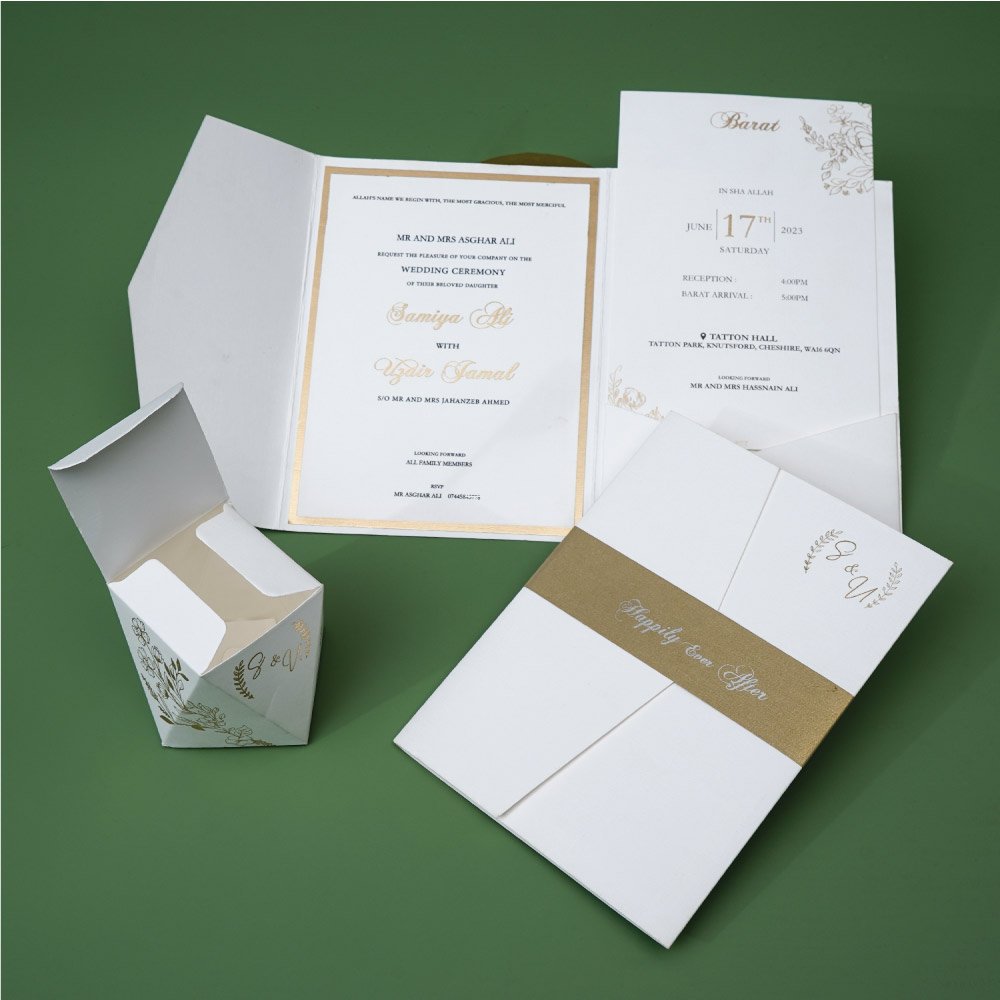 ALLAH'S NAME WE BEGIN WITH, THE MOST GRACIOUS, THE MOST MERCIFUL
MR AND MRS ASGHAR ALI
REQUEST THE PLEASURE OF YOUR COMPANY ON THE
WEDDING CEREMONY
OF THEIR BELOVED DAUGHTER
Samiya Ali
WITH
Uzair Jamal
S/O MR AND MRS JAHANZEB AHMED
LOOKING FORWARD
ALL FAMILY MEMBERS
RSVP
MR ASGHAR ALI
Barat
IN SHA ALLAH
JUNE 17TH 2023
SATURDAY
RECEPTION : 4:00PM
BARAT ARRIVAL : 5:00PM
TATTON HALL
TATTON PARK, KNUTSFORD, CHESHIRE, WA16 6QN
LOOKING FORWARD
MR AND MRS HASSNAIN ALI
S & U
S
&
U
Happily Ever After